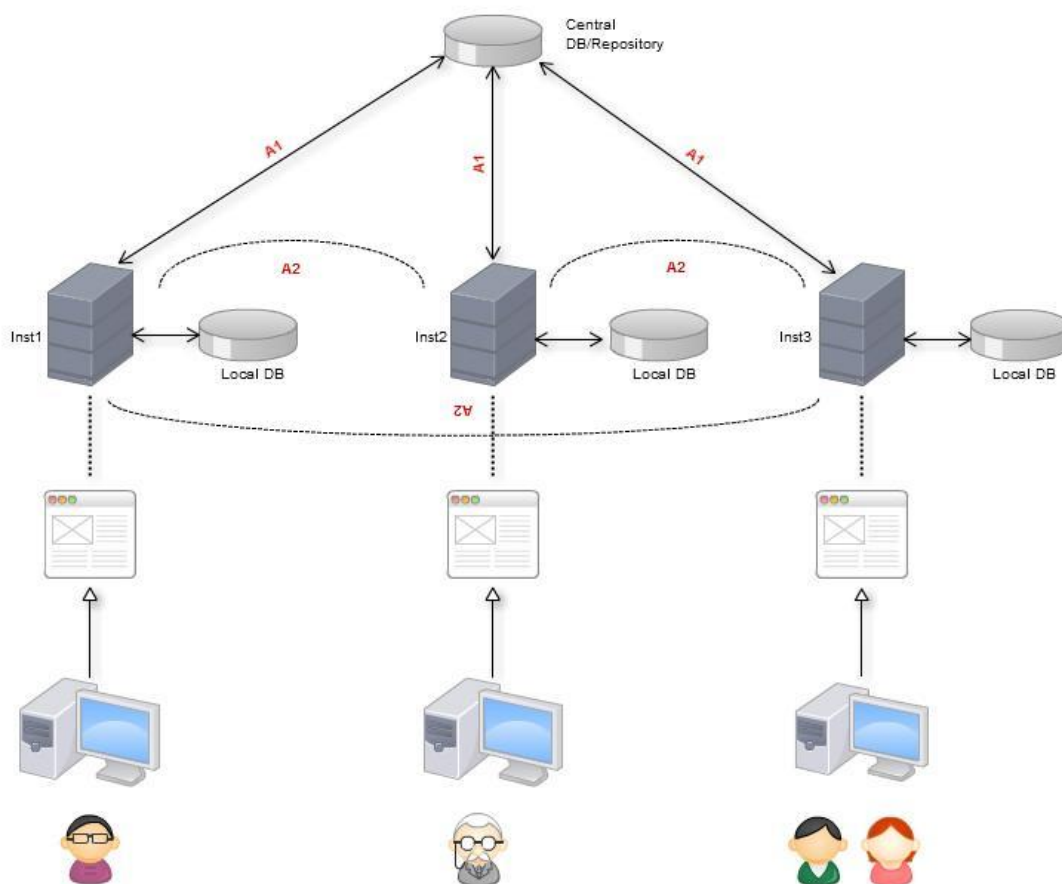 Central
DB/Repository
A1
A1
A1
A2
A2
Inst1
Local DB
Inst2
Local DB
Inst3
Local DB
A2